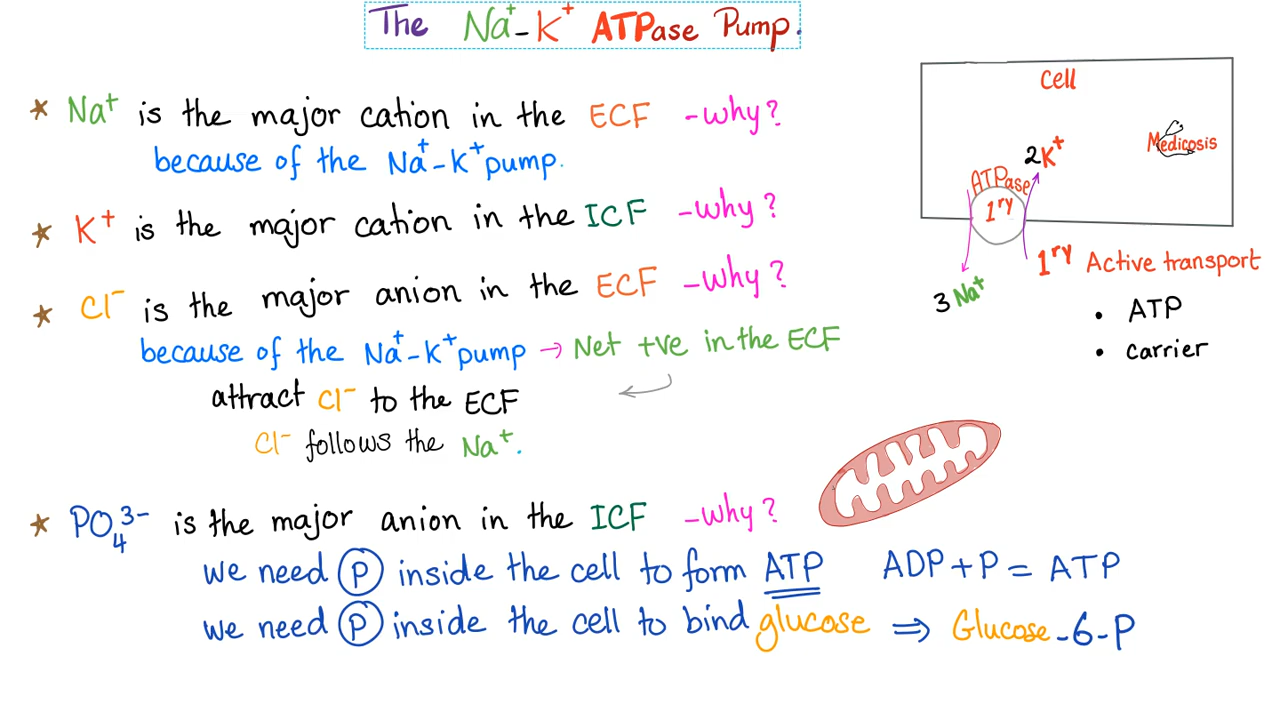 The Na⁺-K⁺ ATPase Pump.
★ Na⁺ is the major cation in the ECF - why?
because of the Na⁺-K⁺ pump.
★ K⁺ is the major cation in the ICF - why?
★ Cl⁻ is the major anion in the ECF - why?
because of the Na⁺-K⁺ pump → Net +ve in the ECF
attract Cl⁻ to the ECF
Cl⁻ follows the Na⁺.
★ PO₄³⁻ is the major anion in the ICF - why?
we need P inside the cell to form ATP ADP + P = ATP
we need P inside the cell to bind glucose ⇒ Glucose-6-P
Cell
Medicosis
2K⁺
ATPase
1ʳʸ
3 Na⁺
1ʳʸ Active transport
• ATP
• carrier